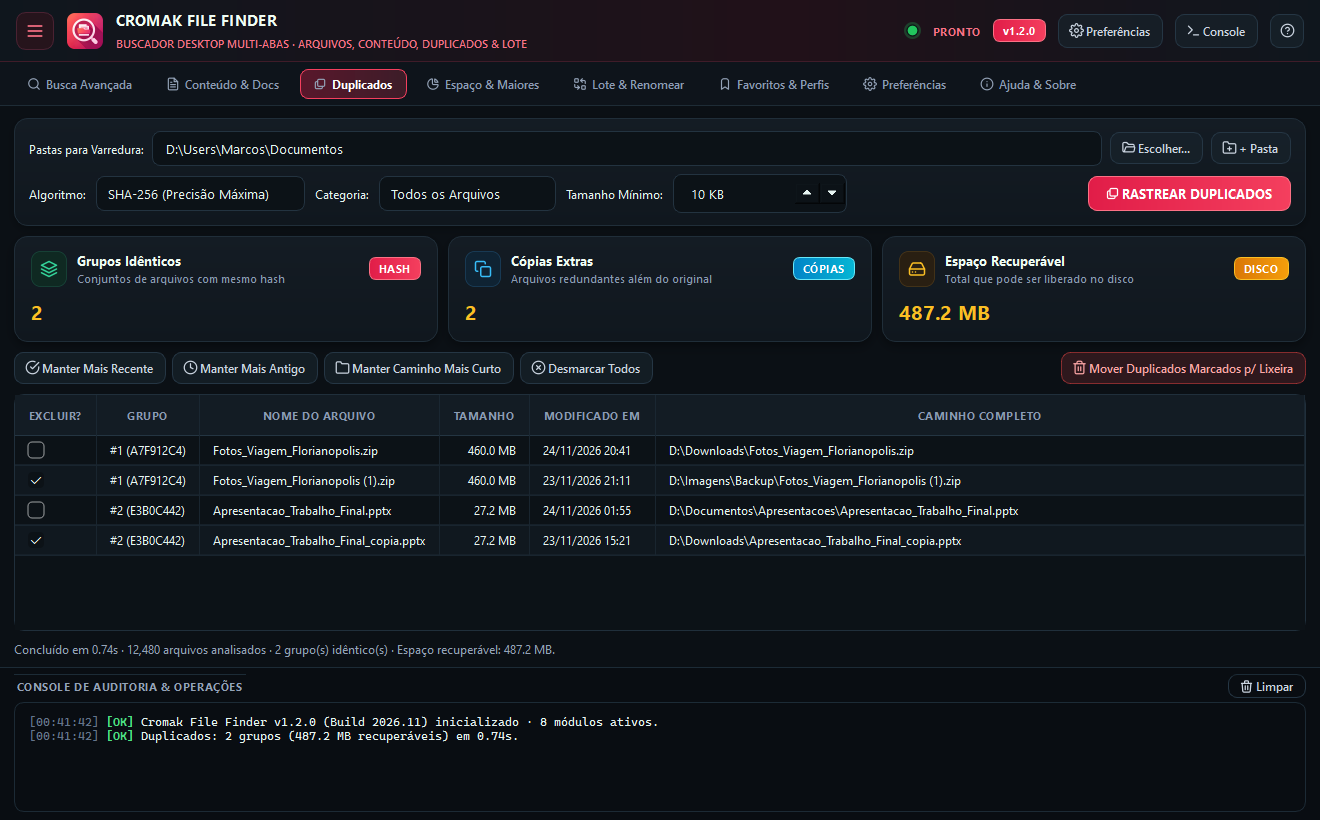 CROMAK FILE FINDER
BUSCADOR DESKTOP MULTI-ABAS · ARQUIVOS, CONTEÚDO, DUPLICADOS & LOTE
PRONTO v1.2.0 Preferências Console
Busca Avançada Conteúdo & Docs Duplicados Espaço & Maiores Lote & Renomear Favoritos & Perfis Preferências Ajuda & Sobre
Pastas para Varredura: D:\Users\Marcos\Documentos Escolher... + Pasta
Algoritmo: SHA-256 (Precisão Máxima) Categoria: Todos os Arquivos Tamanho Mínimo: 10 KB RASTREAR DUPLICADOS
Grupos Idênticos
Conjuntos de arquivos com mesmo hash
HASH
2
Cópias Extras
Arquivos redundantes além do original
CÓPIAS
2
Espaço Recuperável
Total que pode ser liberado no disco
DISCO
487.2 MB
Manter Mais Recente Manter Mais Antigo Manter Caminho Mais Curto Desmarcar Todos Mover Duplicados Marcados p/ Lixeira
EXCLUIR? GRUPO NOME DO ARQUIVO TAMANHO MODIFICADO EM CAMINHO COMPLETO
#1 (A7F912C4) Fotos_Viagem_Florianopolis.zip 460.0 MB 24/11/2026 20:41 D:\Downloads\Fotos_Viagem_Florianopolis.zip
#1 (A7F912C4) Fotos_Viagem_Florianopolis (1).zip 460.0 MB 23/11/2026 21:11 D:\Imagens\Backup\Fotos_Viagem_Florianopolis (1).zip
#2 (E3B0C442) Apresentacao_Trabalho_Final.pptx 27.2 MB 24/11/2026 01:55 D:\Documentos\Apresentacoes\Apresentacao_Trabalho_Final.pptx
#2 (E3B0C442) Apresentacao_Trabalho_Final_copia.pptx 27.2 MB 23/11/2026 15:21 D:\Downloads\Apresentacao_Trabalho_Final_copia.pptx
Concluído em 0.74s · 12,480 arquivos analisados · 2 grupo(s) idêntico(s) · Espaço recuperável: 487.2 MB.
CONSOLE DE AUDITORIA & OPERAÇÕES Limpar
[00:41:42] [OK] Cromak File Finder v1.2.0 (Build 2026.11) inicializado · 8 módulos ativos.
[00:41:42] [OK] Duplicados: 2 grupos (487.2 MB recuperáveis) em 0.74s.